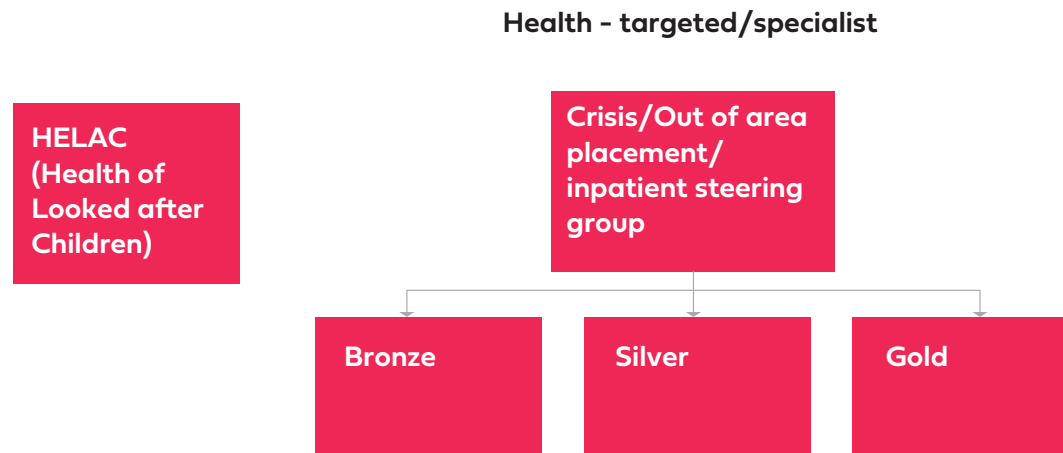 Health - targeted/specialist
HELAC
(Health of
Looked after
Children)
Crisis/Out of area
placement/
inpatient steering
group
Bronze
Silver
Gold